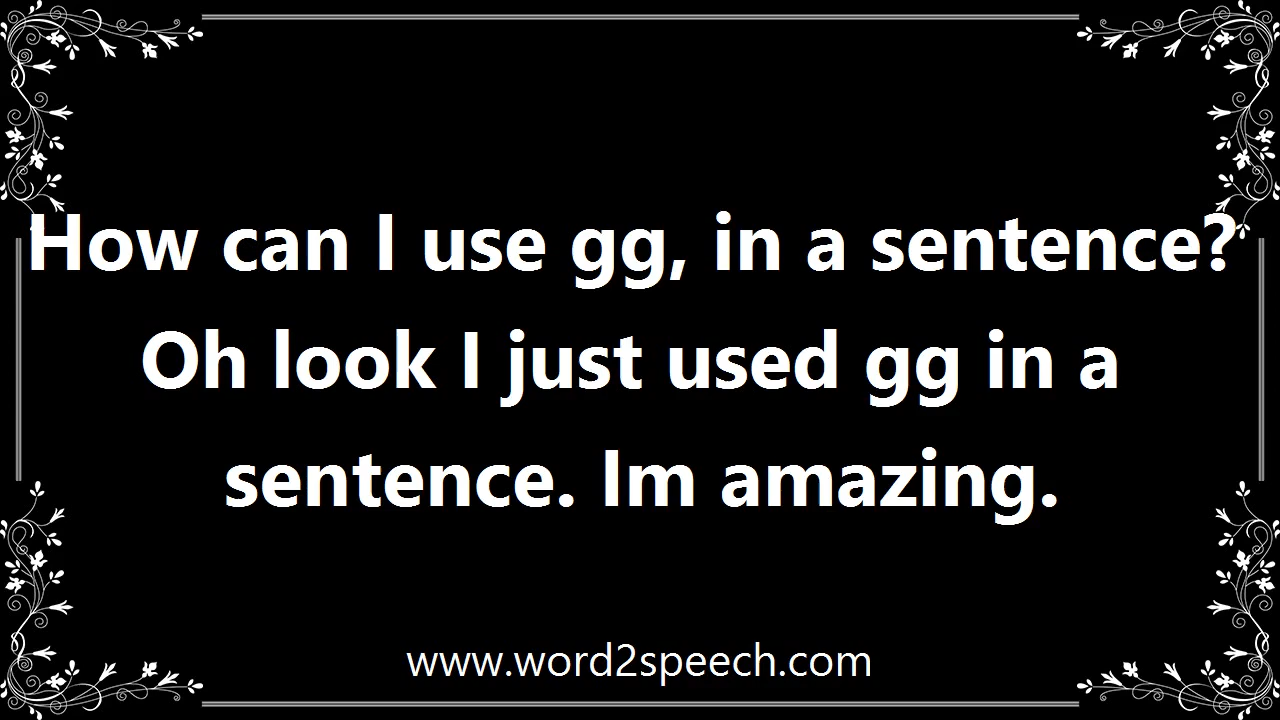 How can I use gg, in a sentence?
Oh look I just used gg in a
sentence. Im amazing.
www.word2speech.com